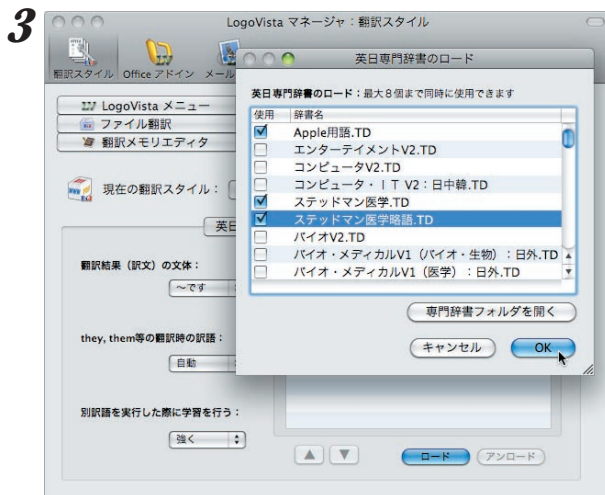 3
LogoVista マネージャ：翻訳スタイル
翻訳スタイル Office アドイン メール
LogoVista メニュー
ファイル翻訳
翻訳メモリエディタ
現在の翻訳スタイル：
英日
翻訳結果（訳文）の文体：
〜です
they, them等の翻訳時の訳語：
自動
別訳語を実行した際に学習を行う：
強く
英日専門辞書のロード
英日専門辞書のロード：最大8個まで同時に使用できます
使用 辞書名
Apple用語.TD
エンターテイメントV2.TD
コンピュータV2.TD
コンピュータ・ＩＴ V2：日中韓.TD
ステッドマン医学.TD
ステッドマン医学略語.TD
バイオV2.TD
バイオ・メディカルV1（バイオ・生物）：日外.TD
バイオ・メディカルV1（医学）：日外.TD
専門辞書フォルダを開く
キャンセル OK
ロード アンロード